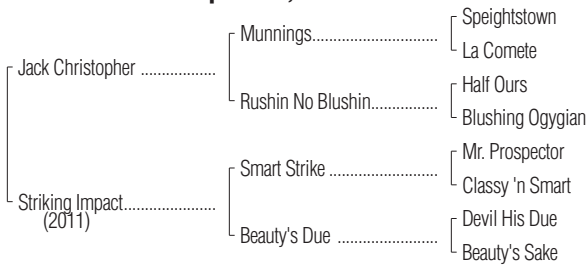 Speightstown
Munnings..............................
La Comete
Jack Christopher ..................
Half Ours
Rushin No Blushin................
Blushing Ogygian
Mr. Prospector
Smart Strike ..........................
Classy 'n Smart
Striking Impact......................
(2011)
Devil His Due
Beauty's Due ........................
Beauty's Sake